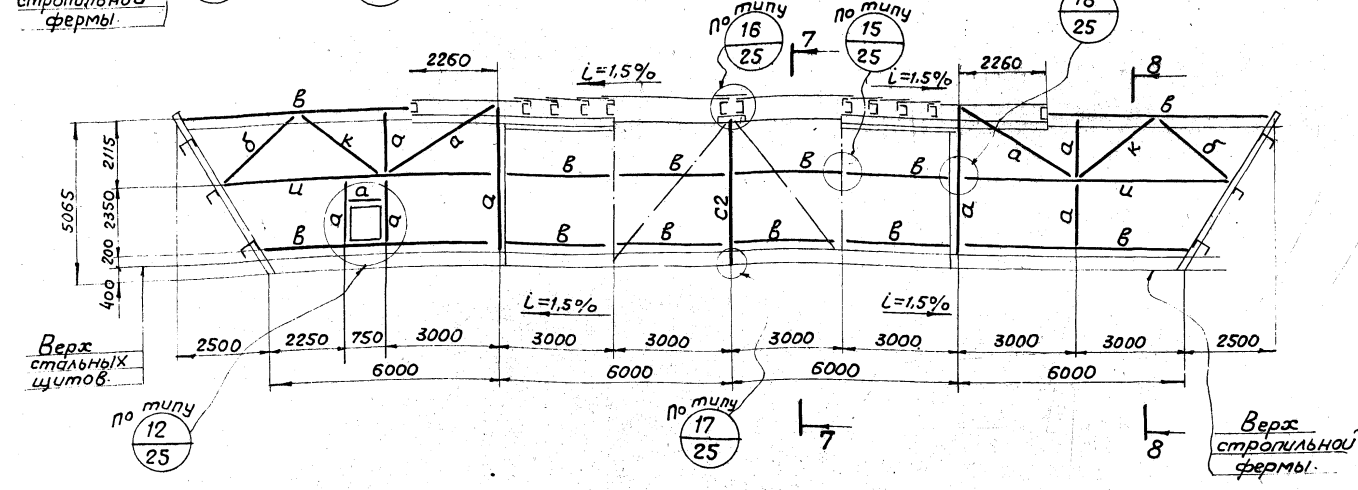 стропильной
фермы
По типу
16
25
7
По типу
15
25
25
2260
i=1,5%
i=1,5%
2260
8
в
в
б
к
а
а
а
а
к
б
и
в
в
в
в
и
а
а
а
а
с2
а
а
в
в
в
в
в
в
5065
2115
2350
200
400
i=1,5%
i=1,5%
2500
2250
750
3000
3000
3000
3000
3000
3000
3000
2500
6000
6000
6000
6000
Верх
стальных
щитов.
По типу
12
25
По типу
17
25
7
8
Верх
стропильной
фермы.